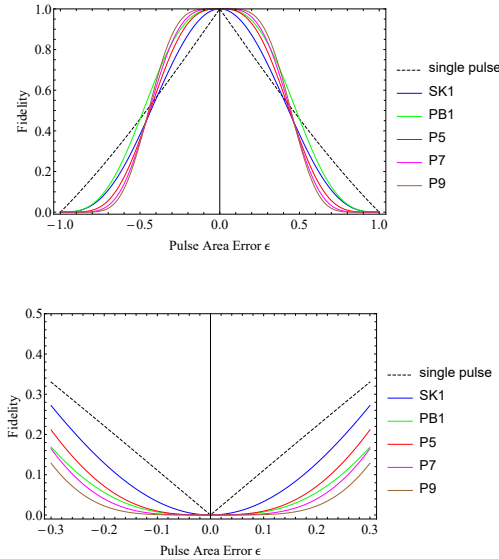 1.0
0.8
0.6
0.4
0.2
0.0
Fidelity
−1.0 −0.5 0.0 0.5 1.0
Pulse Area Error ϵ
single pulse
SK1
PB1
P5
P7
P9
0.5
0.4
0.3
0.2
0.1
0.0
Fidelity
−0.3 −0.2 −0.1 0.0 0.1 0.2 0.3
Pulse Area Error ϵ
single pulse
SK1
PB1
P5
P7
P9